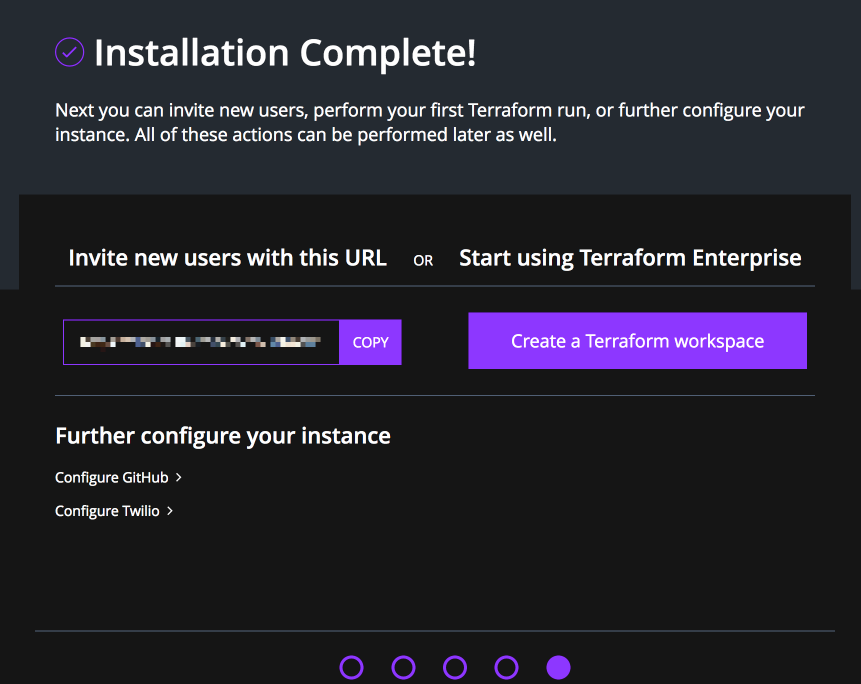 Installation Complete!
Next you can invite new users, perform your first Terraform run, or further configure your
instance. All of these actions can be performed later as well.
Invite new users with this URL OR Start using Terraform Enterprise
COPY
Create a Terraform workspace
Further configure your instance
Configure GitHub >
Configure Twilio >